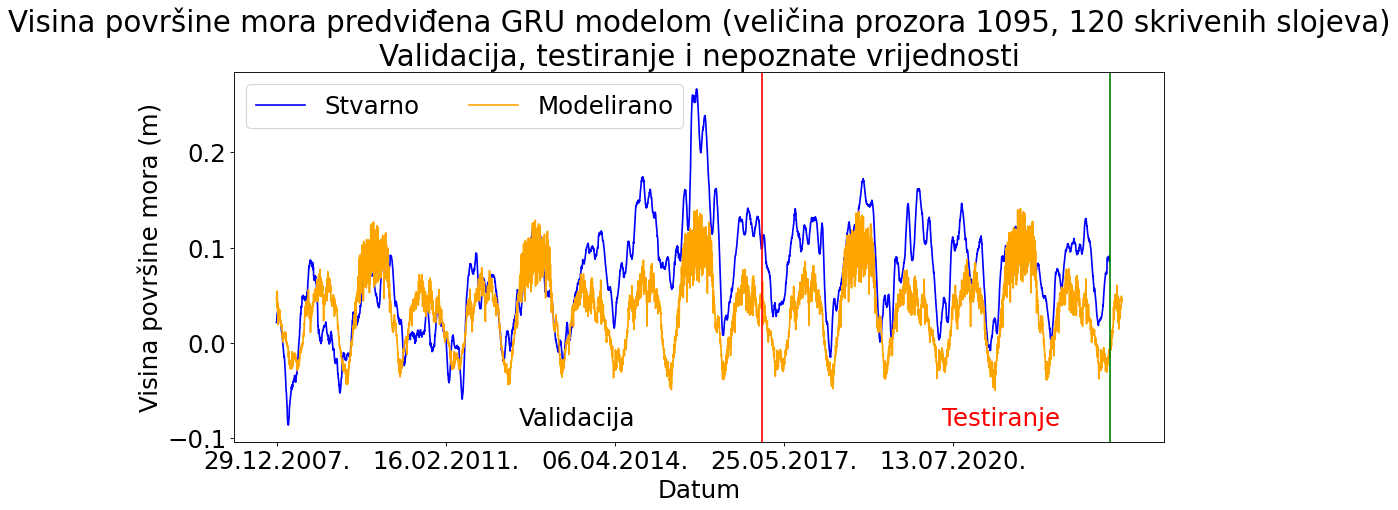 Visina površine mora predviđena GRU modelom (veličina prozora 1095, 120 skrivenih slojeva)
Validacija, testiranje i nepoznate vrijednosti
Stvarno
Modelirano
Visina površine mora (m)
0.2
0.1
0.0
−0.1
Validacija
Testiranje
29.12.2007.
16.02.2011.
06.04.2014.
25.05.2017.
13.07.2020.
Datum